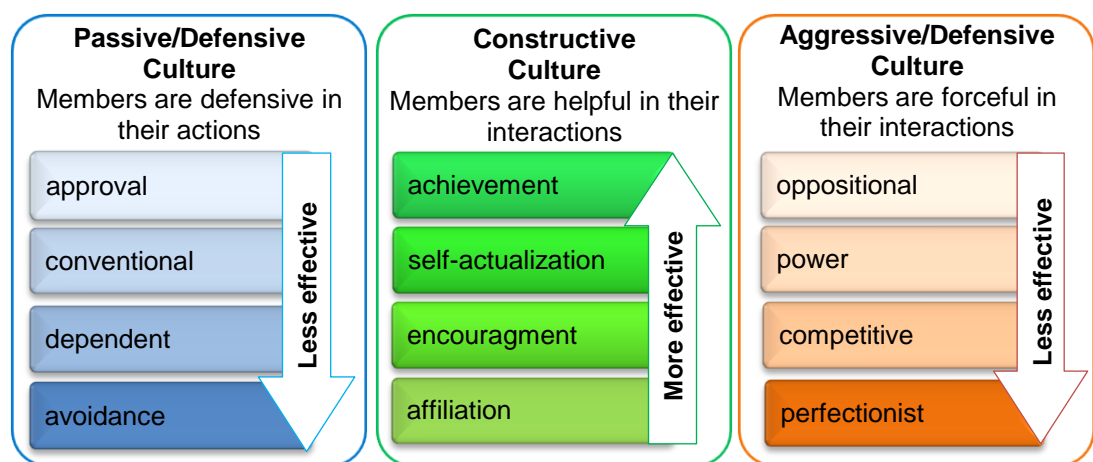 Passive/Defensive
Culture
Members are defensive in
their actions
approval
conventional
dependent
avoidance
Less effective
Constructive
Culture
Members are helpful in their
interactions
achievement
self-actualization
encouragment
affiliation
More effective
Aggressive/Defensive
Culture
Members are forceful in
their interactions
oppositional
power
competitive
perfectionist
Less effective